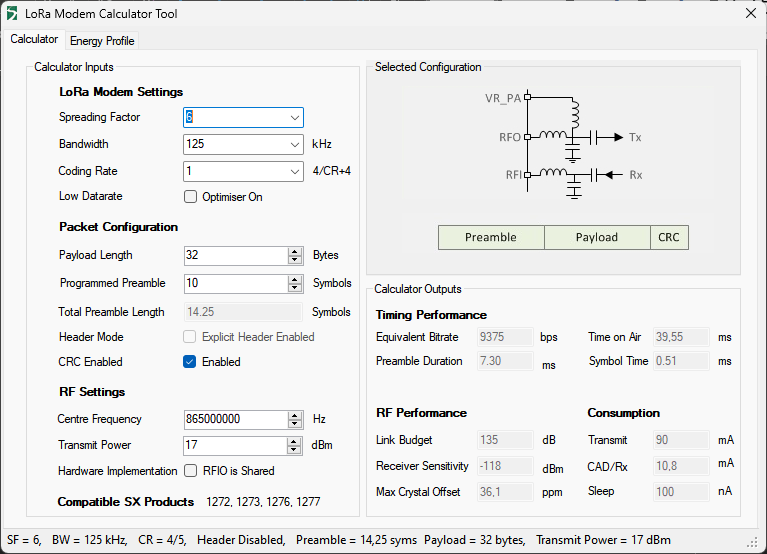 LoRa Modem Calculator Tool
Calculator Energy Profile
Calculator Inputs
LoRa Modem Settings
Spreading Factor 6
Bandwidth 125 kHz
Coding Rate 1 4/CR+4
Low Datarate Optimiser On
Packet Configuration
Payload Length 32 Bytes
Programmed Preamble 10 Symbols
Total Preamble Length 14.25 Symbols
Header Mode Explicit Header Enabled
CRC Enabled Enabled
RF Settings
Centre Frequency 865000000 Hz
Transmit Power 17 dBm
Hardware Implementation RFIO is Shared
Compatible SX Products 1272, 1273, 1276, 1277
Selected Configuration
VR_PA
RFO Tx
RFI Rx
Preamble Payload CRC
Calculator Outputs
Timing Performance
Equivalent Bitrate 9375 bps Time on Air 39,55 ms
Preamble Duration 7.30 ms Symbol Time 0.51 ms
RF Performance Consumption
Link Budget 135 dB Transmit 90 mA
Receiver Sensitivity -118 dBm CAD/Rx 10,8 mA
Max Crystal Offset 36,1 ppm Sleep 100 nA
SF = 6, BW = 125 kHz, CR = 4/5, Header Disabled, Preamble = 14,25 syms Payload = 32 bytes, Transmit Power = 17 dBm